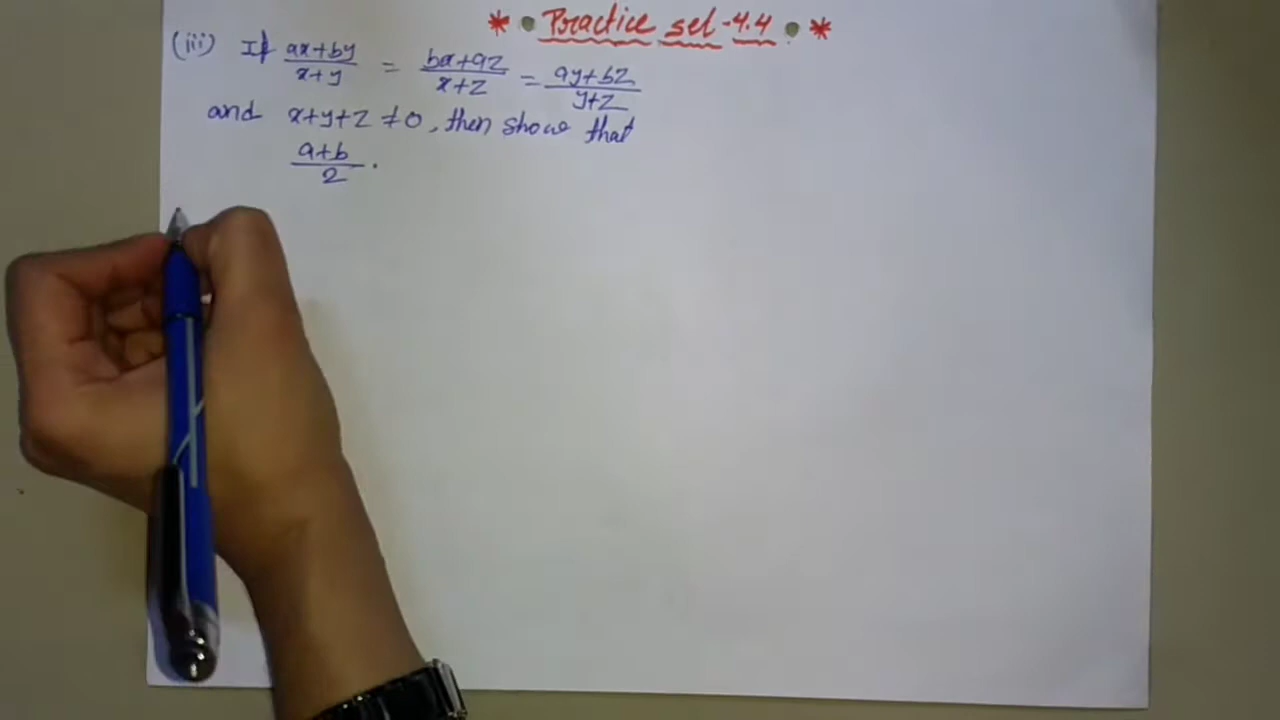 * • Practice set-4.4 • *
(iii) If (ax+by)/(x+y) = (bx+az)/(x+z) = (ay+bz)/(y+z)
and x+y+z ≠ 0, then show that
(a+b)/2 .